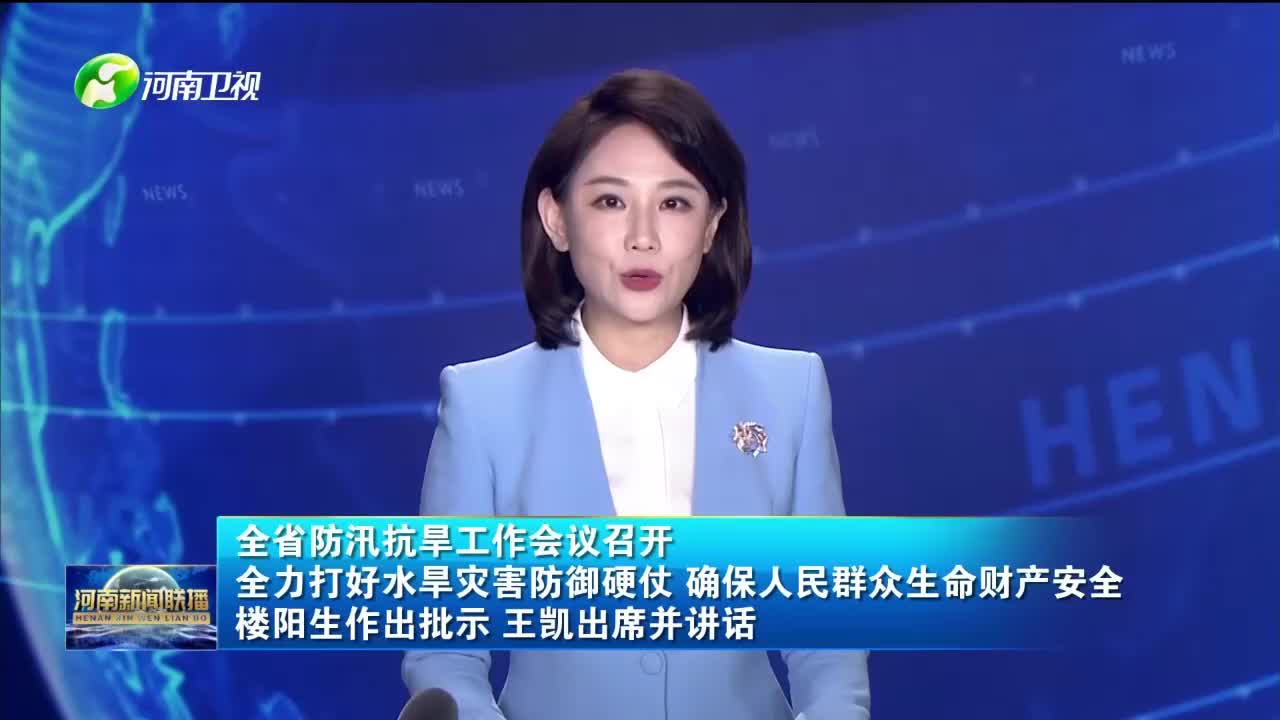 河南卫视
NEWS
NEWS
NEWS
NEWS
HEN
全省防汛抗旱工作会议召开
全力打好水旱灾害防御硬仗 确保人民群众生命财产安全
楼阳生作出批示 王凯出席并讲话
河南新闻联播
HENAN XIN WEN LIAN BO